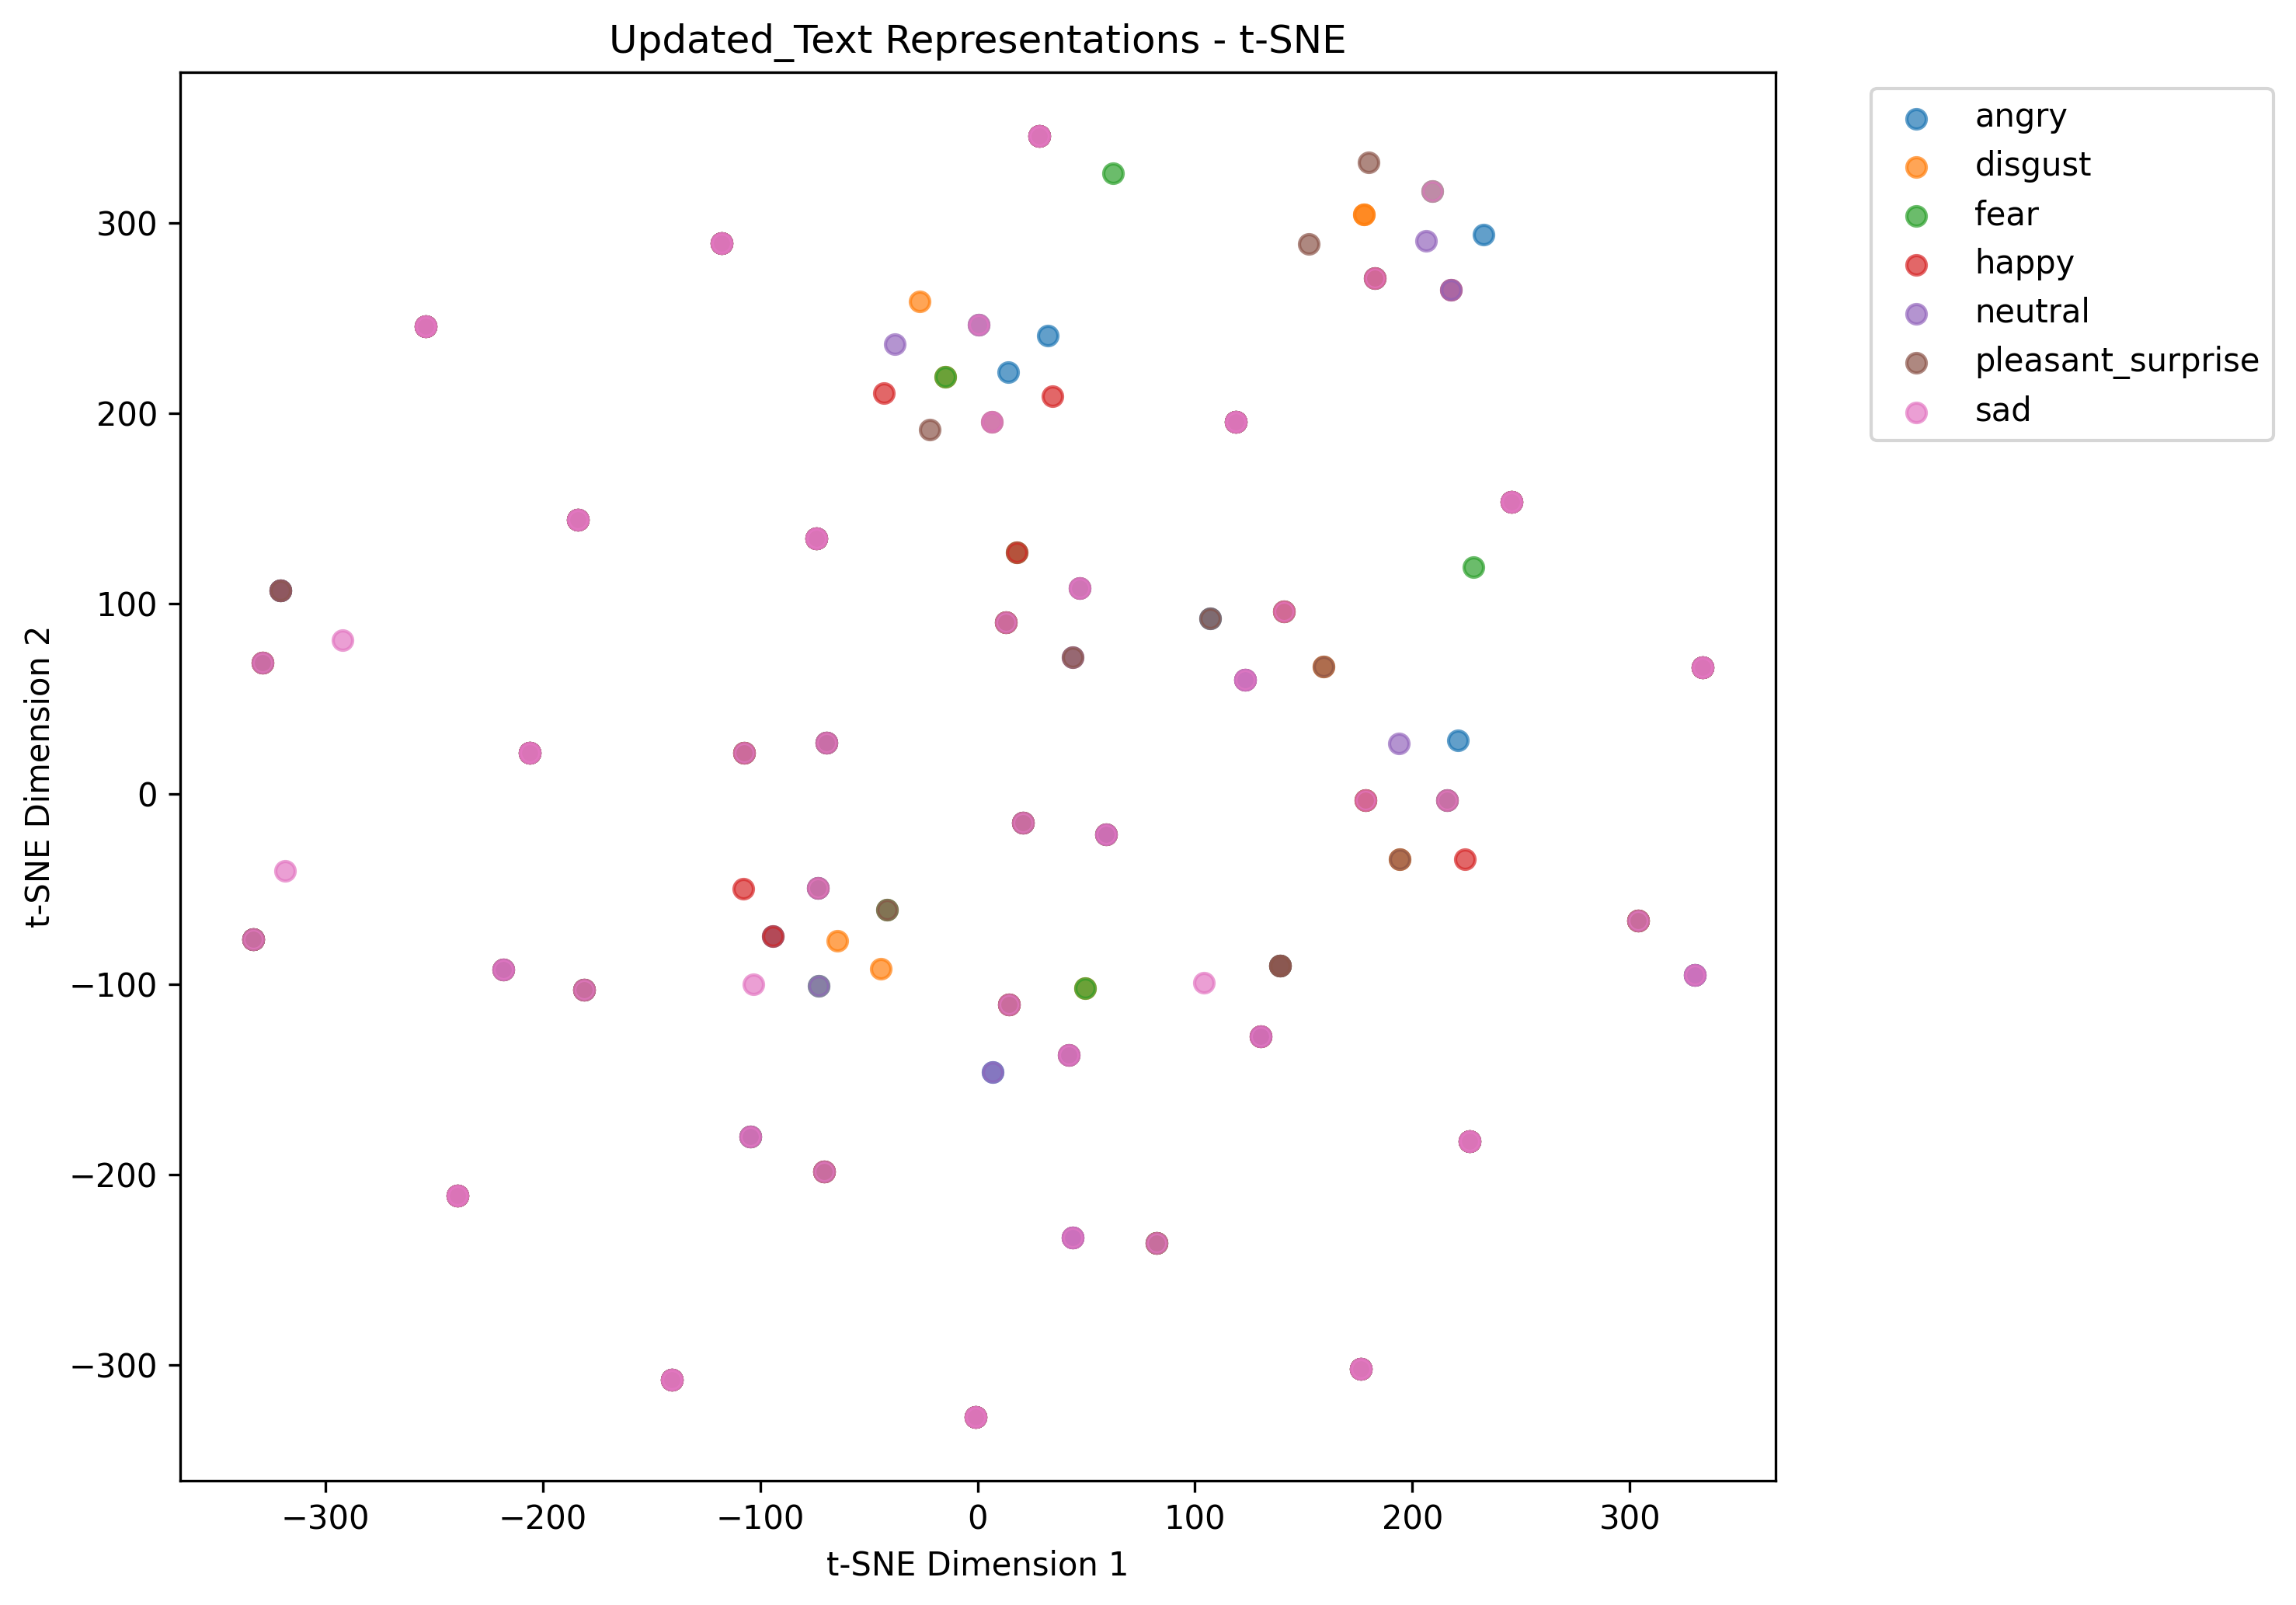 Updated_Text Representations - t-SNE
angry
disgust
fear
happy
neutral
pleasant_surprise
sad
300
200
100
0
−100
−200
−300
t-SNE Dimension 2
−300
−200
−100
0
100
200
300
t-SNE Dimension 1